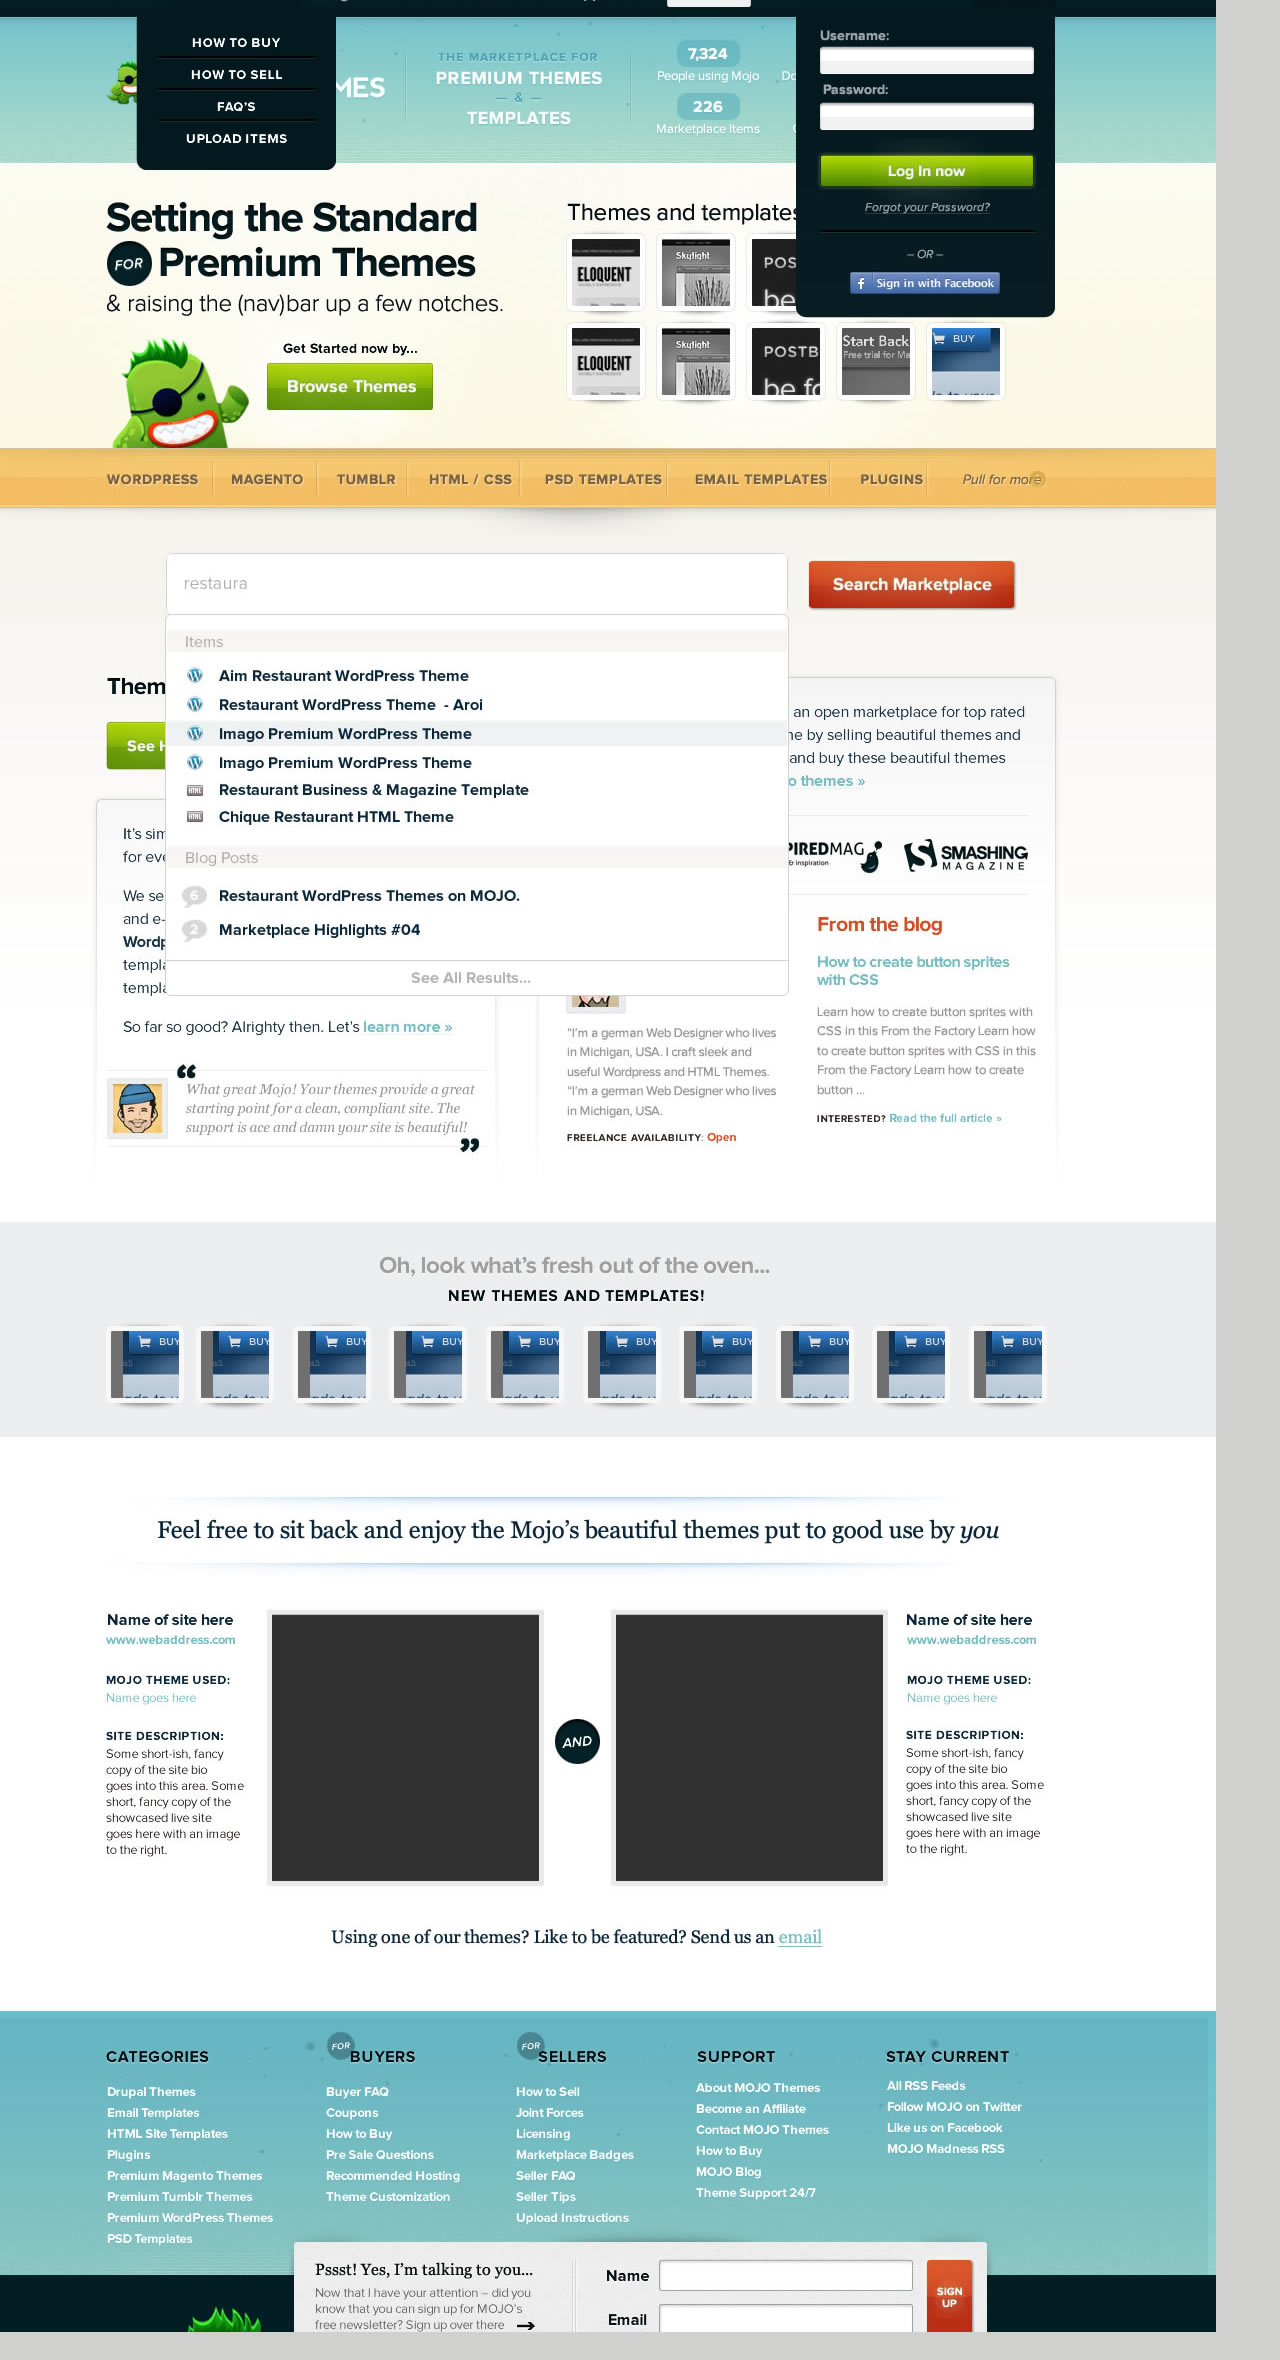 HOW TO BUY
HOW TO SELL
FAQ'S
UPLOAD ITEMS
MES
THE MARKETPLACE FOR
PREMIUM THEMES
— & —
TEMPLATES
7,324
People using Mojo
226
Marketplace Items
Username:
Password:
Log In now
Forgot your Password?
– OR –
Sign in with Facebook
Setting the Standard
FOR Premium Themes
& raising the (nav)bar up a few notches.
Get Started now by...
Browse Themes
Themes and templates
ELOQUENT
Skylight
POS
be
ELOQUENT
Skylight
POSTB
be fo
Start Back
Free trial for Ma
BUY
WORDPRESS
MAGENTO
TUMBLR
HTML / CSS
PSD TEMPLATES
EMAIL TEMPLATES
PLUGINS
Pull for more
restaura
Search Marketplace
Items
Aim Restaurant WordPress Theme
Restaurant WordPress Theme - Aroi
Imago Premium WordPress Theme
Imago Premium WordPress Theme
HTML Restaurant Business & Magazine Template
HTML Chique Restaurant HTML Theme
Blog Posts
6 Restaurant WordPress Themes on MOJO.
2 Marketplace Highlights #04
See All Results...
Them
See H
It's sim
for eve
We se
and e-
Wordp
templa
templa
So far so good? Alrighty then. Let's learn more »
“ What great Mojo! Your themes provide a great
starting point for a clean, compliant site. The
support is ace and damn your site is beautiful! ”
an open marketplace for top rated
ne by selling beautiful themes and
and buy these beautiful themes
o themes »
PIREDMAG
& inspiration
SMASHING
MAGAZINE
"I'm a german Web Designer who lives
in Michigan, USA. I craft sleek and
useful Wordpress and HTML Themes.
"I'm a german Web Designer who lives
in Michigan, USA.
FREELANCE AVAILABILITY: Open
From the blog
How to create button sprites
with CSS
Learn how to create button sprites with
CSS in this From the Factory Learn how
to create button sprites with CSS in this
From the Factory Learn how to create
button ...
INTERESTED? Read the full article »
Oh, look what's fresh out of the oven...
NEW THEMES AND TEMPLATES!
BUY
BUY
BUY
BUY
BUY
BUY
BUY
BUY
BUY
BUY
Feel free to sit back and enjoy the Mojo's beautiful themes put to good use by you
Name of site here
www.webaddress.com
MOJO THEME USED:
Name goes here
SITE DESCRIPTION:
Some short-ish, fancy
copy of the site bio
goes into this area. Some
short, fancy copy of the
showcased live site
goes here with an image
to the right.
AND
Name of site here
www.webaddress.com
MOJO THEME USED:
Name goes here
SITE DESCRIPTION:
Some short-ish, fancy
copy of the site bio
goes into this area. Some
short, fancy copy of the
showcased live site
goes here with an image
to the right.
Using one of our themes? Like to be featured? Send us an email
CATEGORIES
Drupal Themes
Email Templates
HTML Site Templates
Plugins
Premium Magento Themes
Premium Tumblr Themes
Premium WordPress Themes
PSD Templates
FOR BUYERS
Buyer FAQ
Coupons
How to Buy
Pre Sale Questions
Recommended Hosting
Theme Customization
FOR SELLERS
How to Sell
Joint Forces
Licensing
Marketplace Badges
Seller FAQ
Seller Tips
Upload Instructions
SUPPORT
About MOJO Themes
Become an Affiliate
Contact MOJO Themes
How to Buy
MOJO Blog
Theme Support 24/7
STAY CURRENT
All RSS Feeds
Follow MOJO on Twitter
Like us on Facebook
MOJO Madness RSS
Pssst! Yes, I'm talking to you...
Now that I have your attention – did you
know that you can sign up for MOJO's
free newsletter? Sign up over there →
Name
Email
SIGN
UP